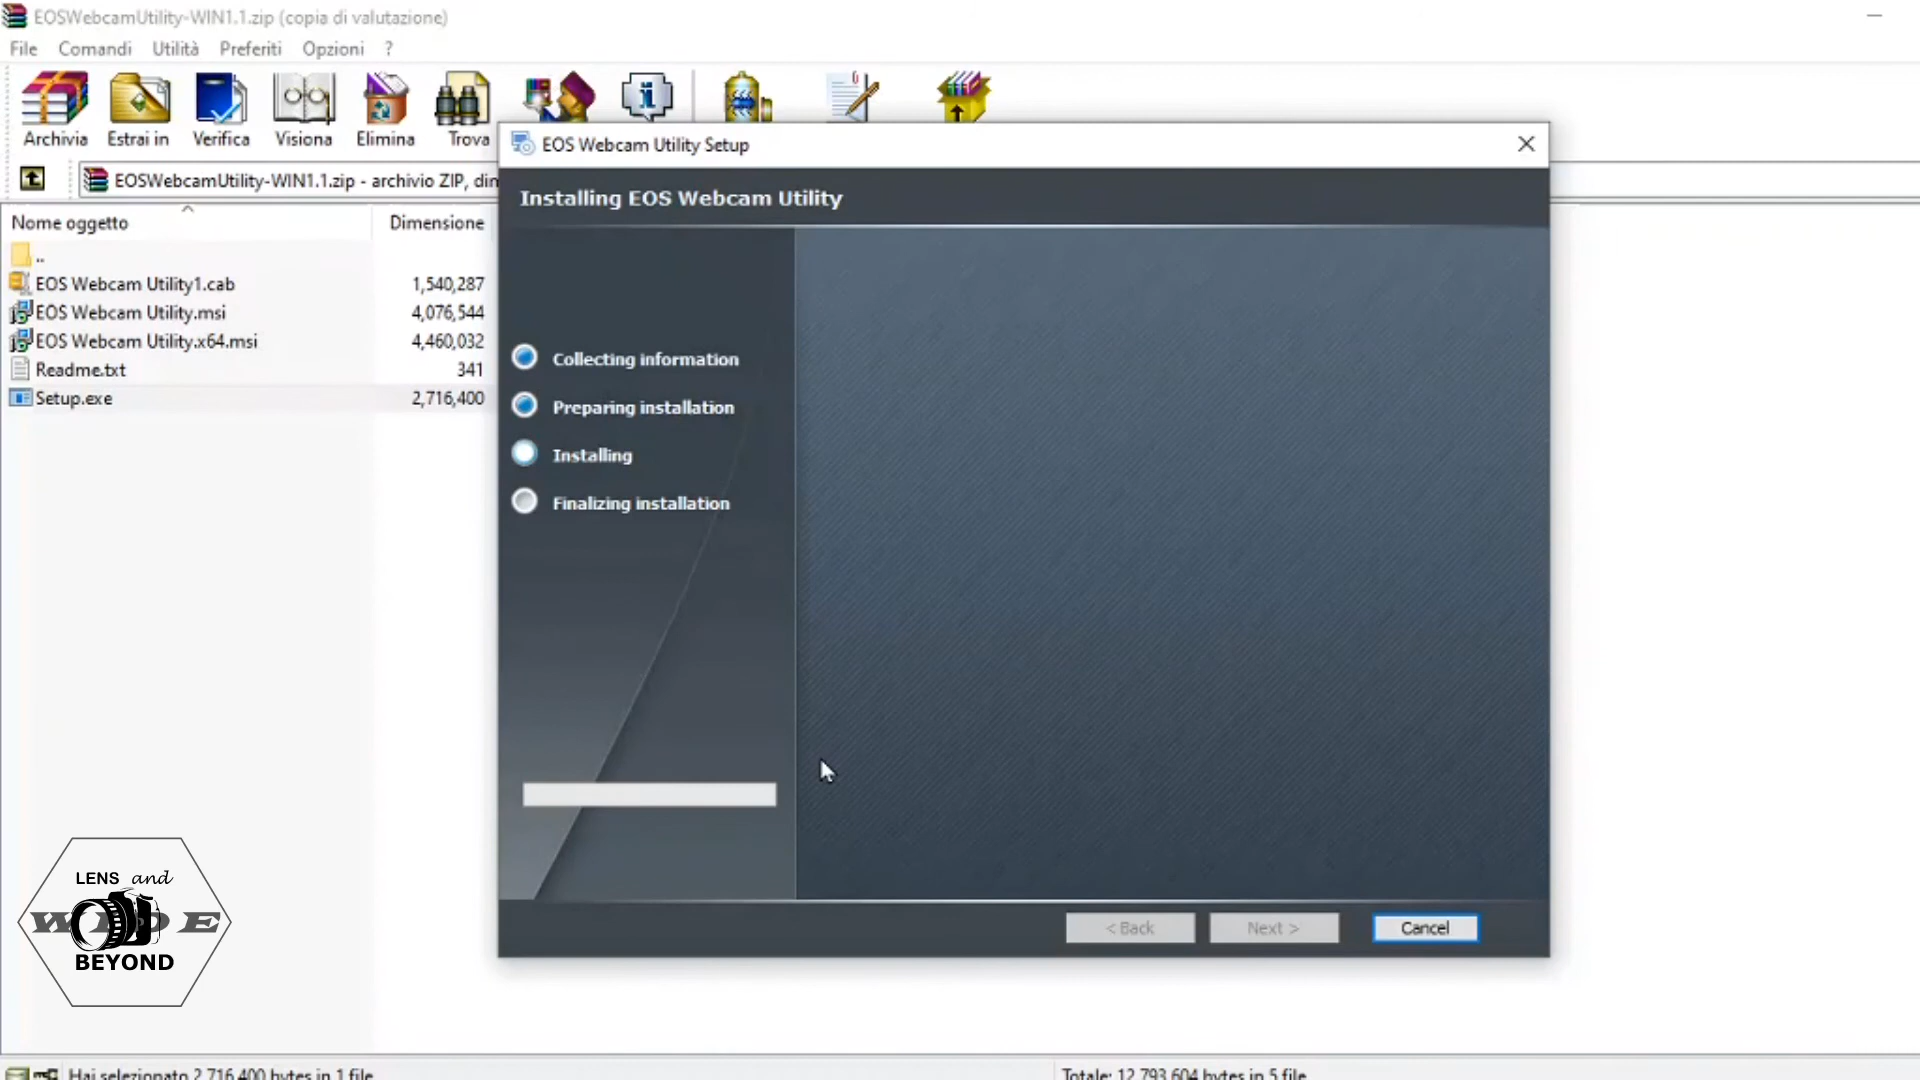 EOSWebcamUtility-WIN1.1.zip (copia di valutazione)
File Comandi Utilità Preferiti Opzioni ?
Archivia Estrai in Verifica Visiona Elimina Trova
EOSWebcamUtility-WIN1.1.zip - archivio ZIP, din
Nome oggetto Dimensione
..
EOS Webcam Utility1.cab 1,540,287
EOS Webcam Utility.msi 4,076,544
EOS Webcam Utility.x64.msi 4,460,032
Readme.txt 341
Setup.exe 2,716,400
EOS Webcam Utility Setup
Installing EOS Webcam Utility
Collecting information
Preparing installation
Installing
Finalizing installation
< Back Next > Cancel
LENS and
WIDE
BEYOND
Hai selezionato 2,716,400 bytes in 1 file
Totale: 12,793,604 bytes in 5 file